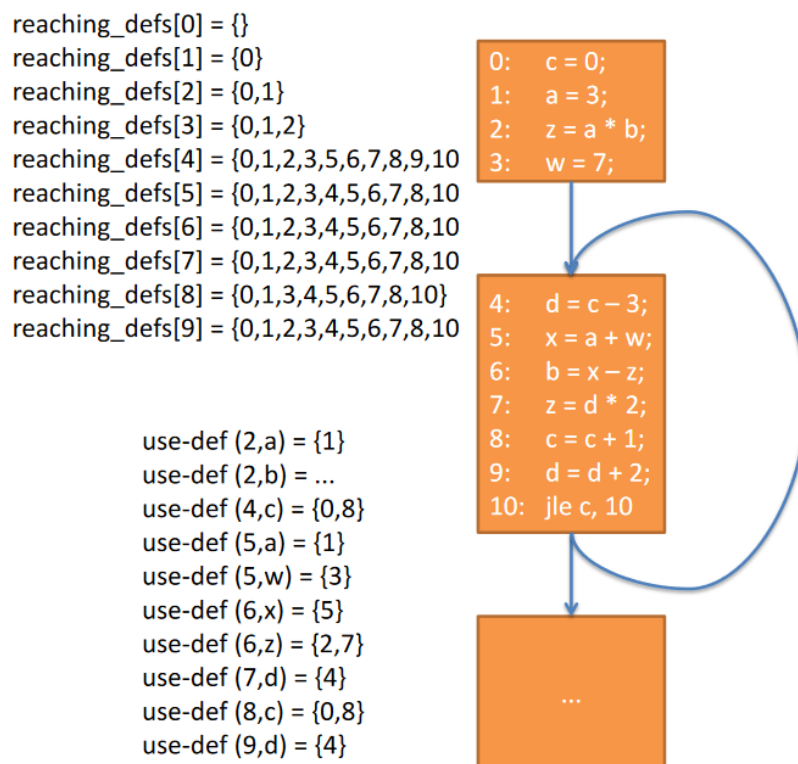 reaching_defs[0] = {}
reaching_defs[1] = {0}
reaching_defs[2] = {0,1}
reaching_defs[3] = {0,1,2}
reaching_defs[4] = {0,1,2,3,5,6,7,8,9,10
reaching_defs[5] = {0,1,2,3,4,5,6,7,8,10
reaching_defs[6] = {0,1,2,3,4,5,6,7,8,10
reaching_defs[7] = {0,1,2,3,4,5,6,7,8,10
reaching_defs[8] = {0,1,3,4,5,6,7,8,10}
reaching_defs[9] = {0,1,2,3,4,5,6,7,8,10
use-def (2,a) = {1}
use-def (2,b) = ...
use-def (4,c) = {0,8}
use-def (5,a) = {1}
use-def (5,w) = {3}
use-def (6,x) = {5}
use-def (6,z) = {2,7}
use-def (7,d) = {4}
use-def (8,c) = {0,8}
use-def (9,d) = {4}
0: c = 0;
1: a = 3;
2: z = a * b;
3: w = 7;
4: d = c – 3;
5: x = a + w;
6: b = x – z;
7: z = d * 2;
8: c = c + 1;
9: d = d + 2;
10: jle c, 10
...